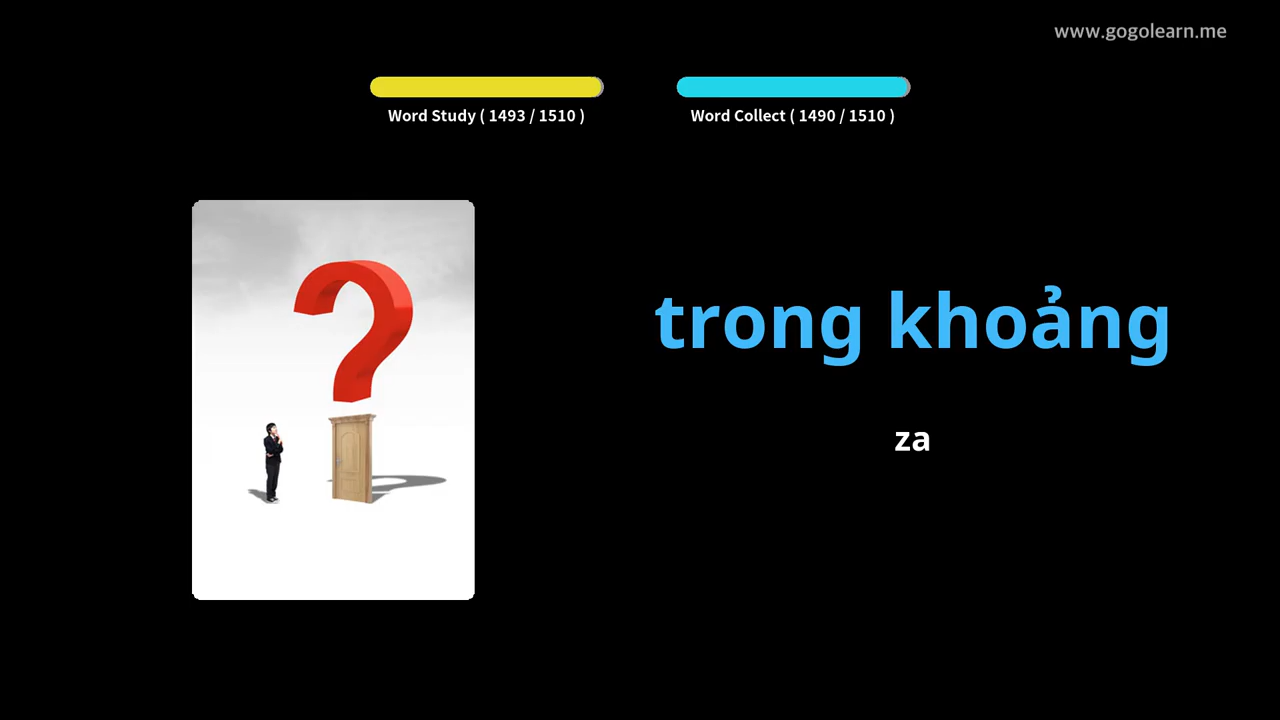 www.gogolearn.me
Word Study ( 1493 / 1510 )
Word Collect ( 1490 / 1510 )
trong khoảng
za